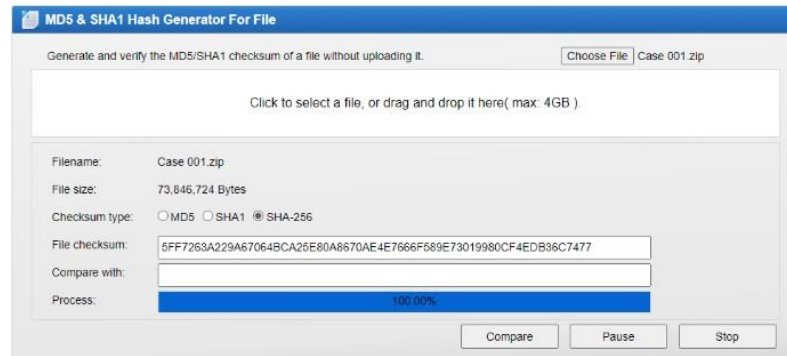 MD5 & SHA1 Hash Generator For File
Generate and verify the MD5/SHA1 checksum of a file without uploading it. Choose File Case 001.zip
Click to select a file, or drag and drop it here( max: 4GB ).
Filename: Case 001.zip
File size: 73,846,724 Bytes
Checksum type: MD5 SHA1 SHA-256
File checksum: 5FF7263A229A67064BCA25E80A8670AE4E7666F589E73019980CF4EDB36C7477
Compare with:
Process: 100.00%
Compare Pause Stop